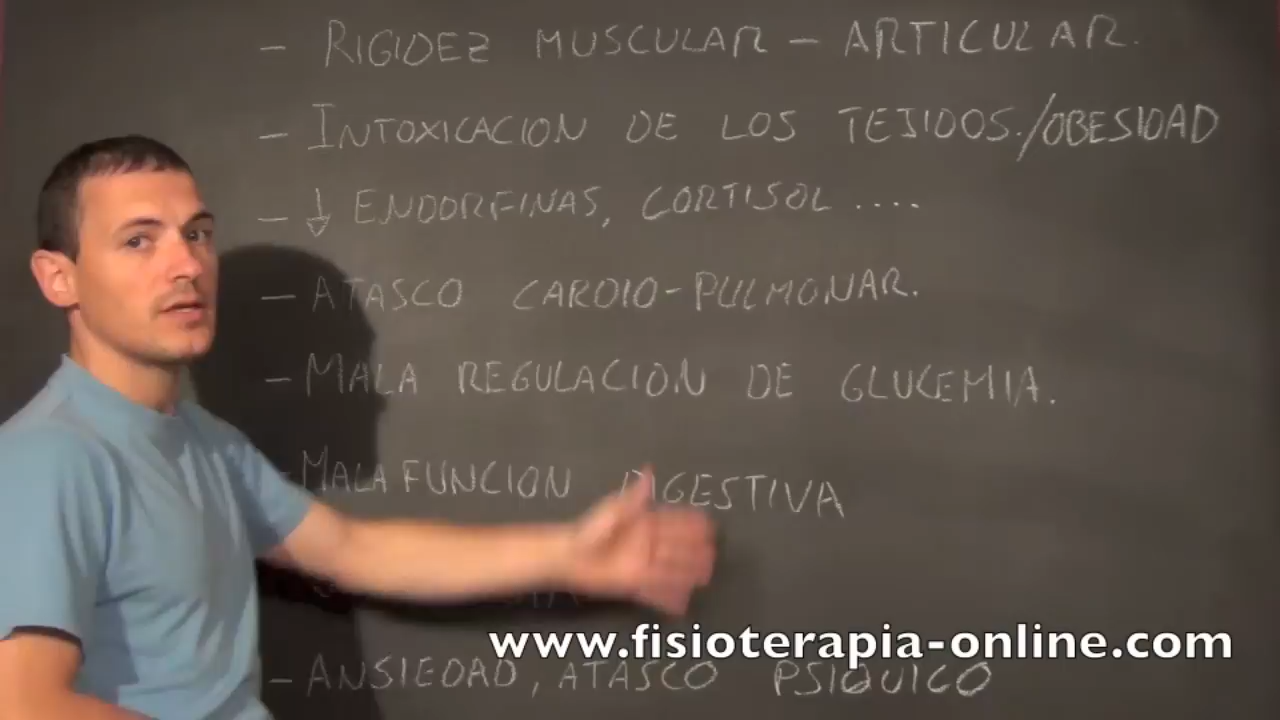 - RIGIDEZ MUSCULAR - ARTICULAR.
- INTOXICACION DE LOS TEJIDOS./OBESIDAD
- ↓ ENDORFINAS, CORTISOL ....
- ATASCO CARDIO-PULMONAR.
- MALA REGULACION DE GLUCEMIA.
- MALA FUNCION DIGESTIVA
www.fisioterapia-online.com
- ANSIEDAD, ATASCO PSIQUICO